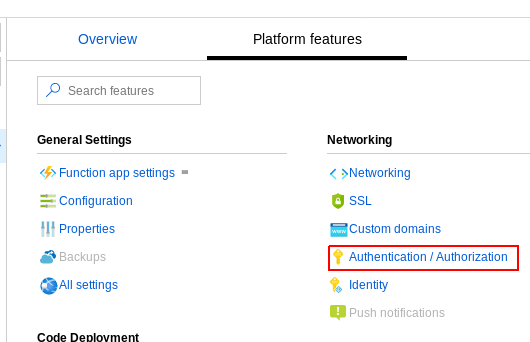 Overview
Platform features
Search features
General Settings
Function app settings
Configuration
Properties
Backups
All settings
Code Deployment
Networking
Networking
SSL
Custom domains
www
Authentication / Authorization
Identity
Push notifications